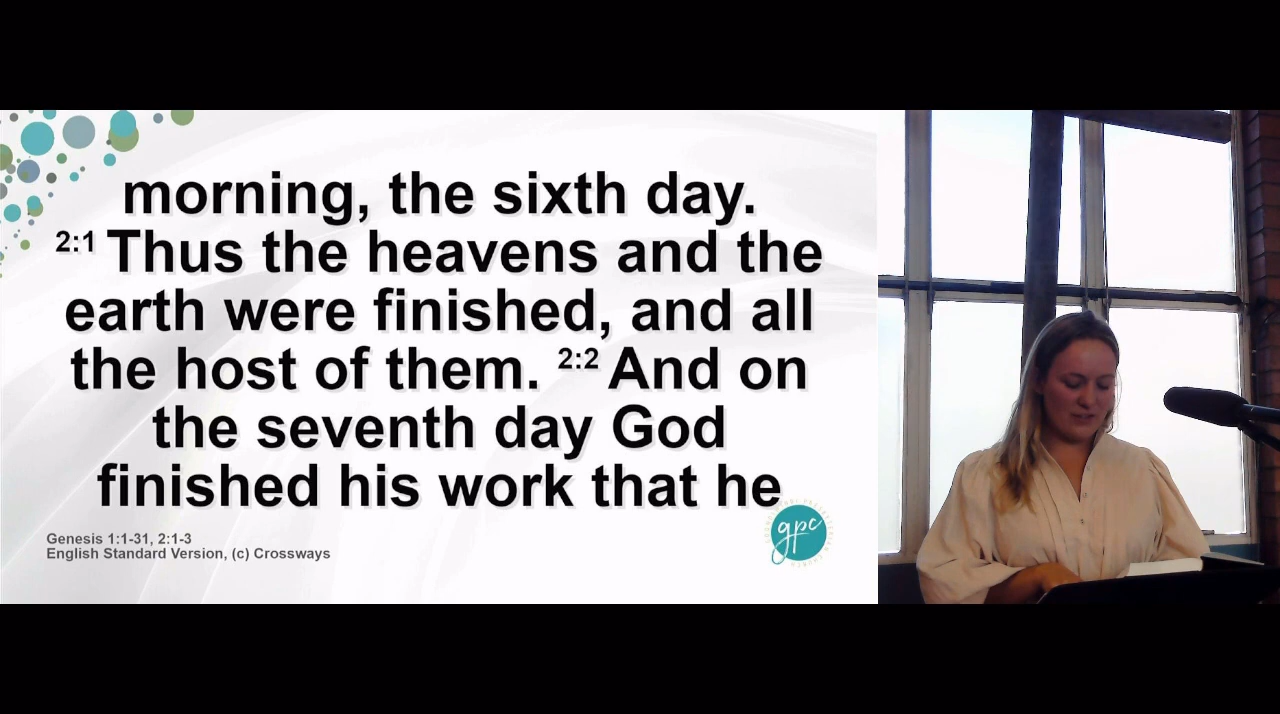 morning, the sixth day.
2:1 Thus the heavens and the
earth were finished, and all
the host of them. 2:2 And on
the seventh day God
finished his work that he
Genesis 1:1-31, 2:1-3
English Standard Version, (c) Crossways
gpc